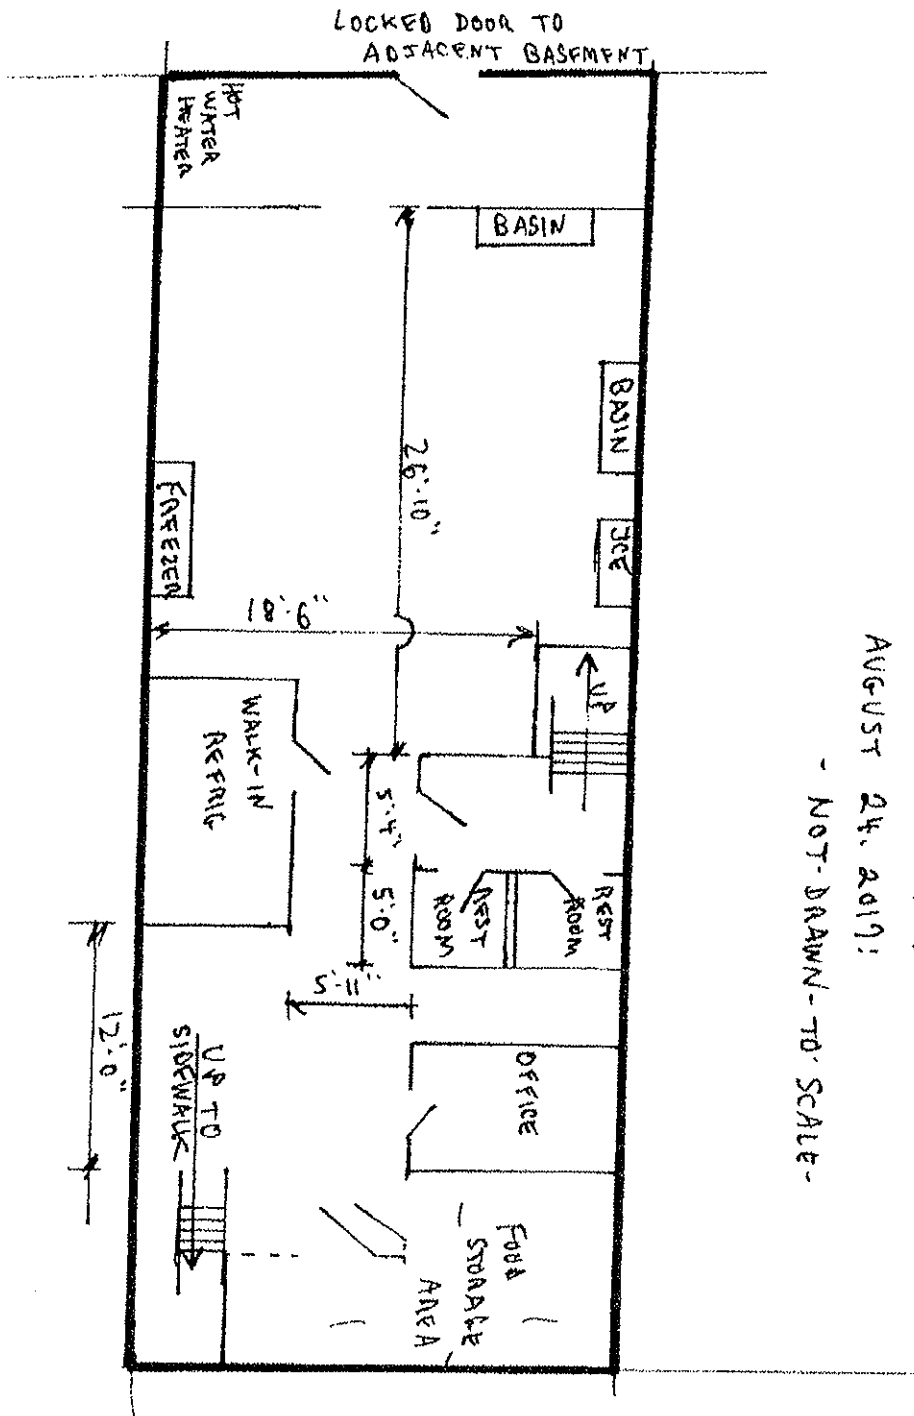 LOCKED DOOR TO
ADJACENT BASEMENT
HOT
WATER
HEATER
BASIN
BASIN
26'-10"
ICE
FREEZER
18'-9"
UP
WALK-IN
REFRIG
5'-4"
5'-0"
REST
ROOM
REST
ROOM
5'-11"
12'-0"
UP TO
SIDEWALK
OFFICE
FOOD
STORAGE
AREA
AUGUST 24, 2017:
- NOT-DRAWN-TO-SCALE-